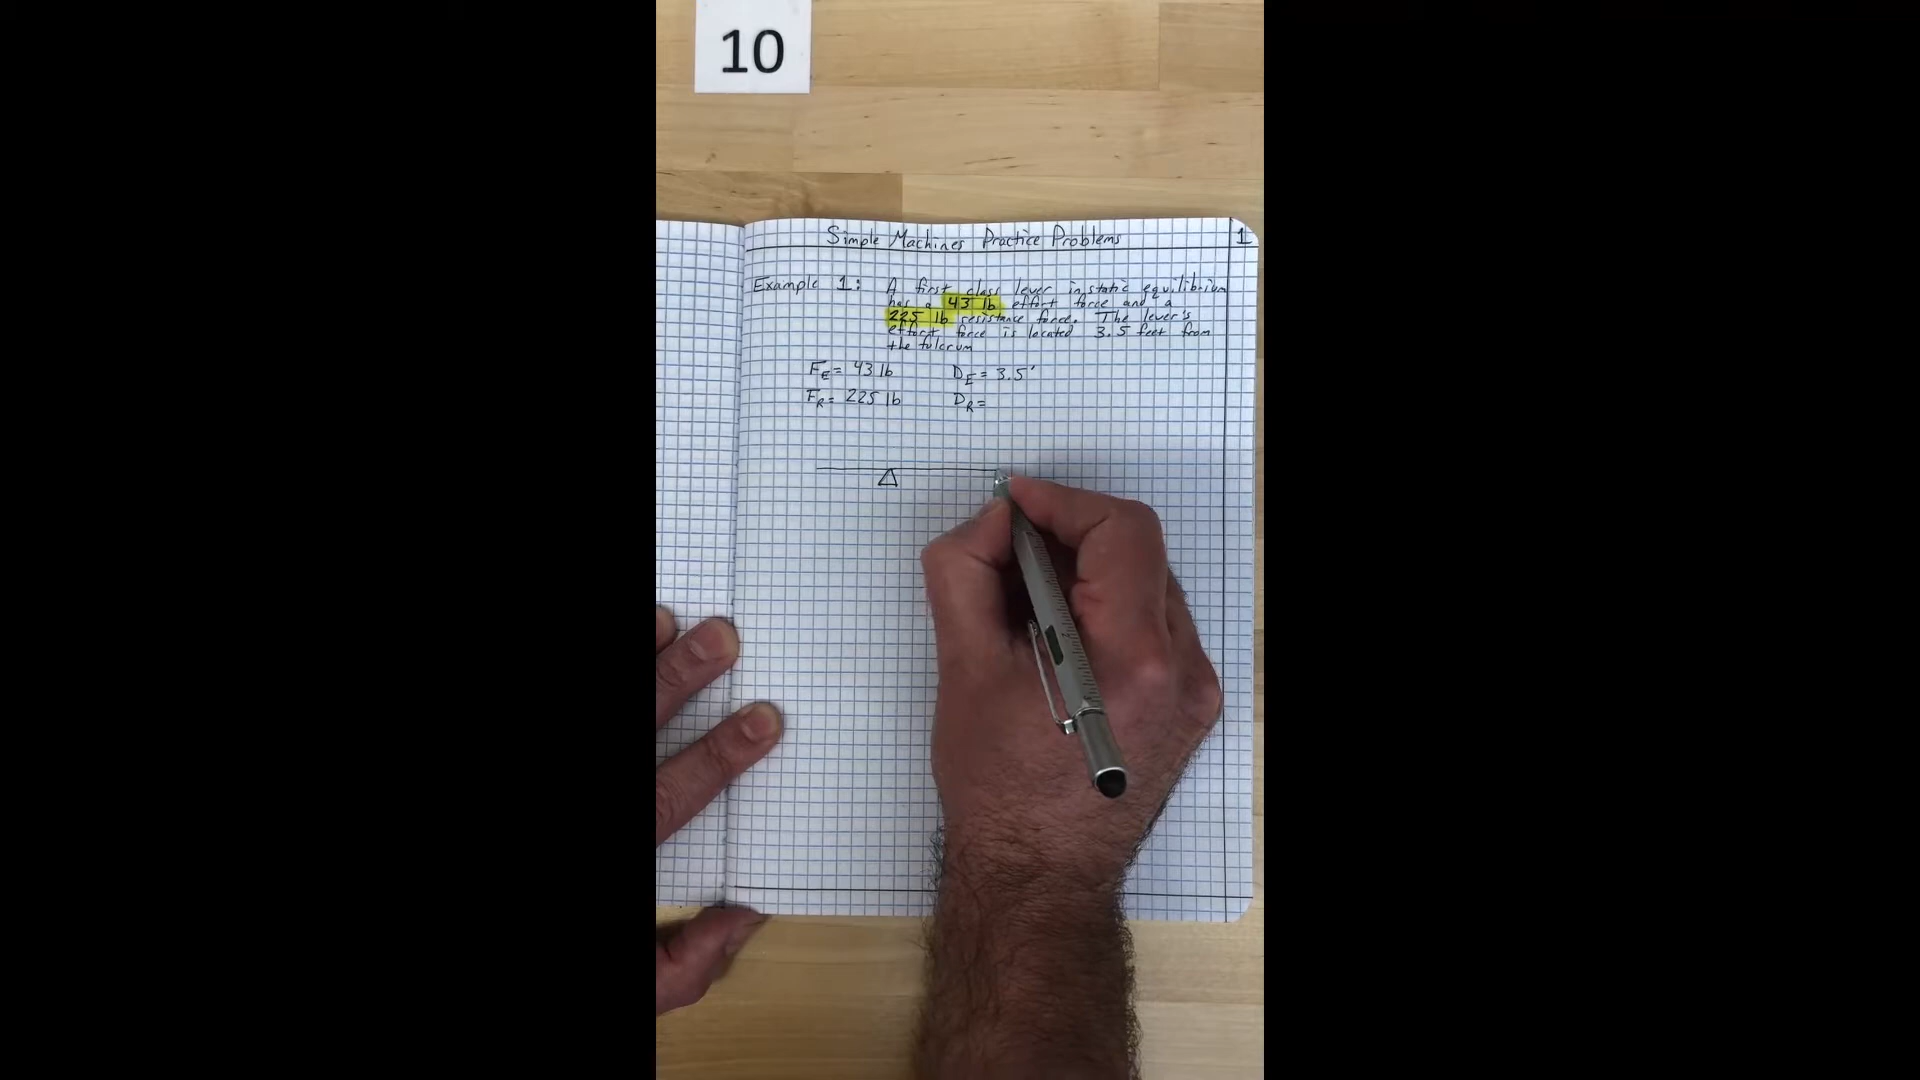 10
Simple Machines Practice Problems 1
Example 1: A first class lever in static equilibrium
has a 43 lb effort force and a
225 lb resistance force. The lever's
effort force is located 3.5 feet from
the fulcrum
FE = 43 lb DE = 3.5'
FR = 225 lb DR =